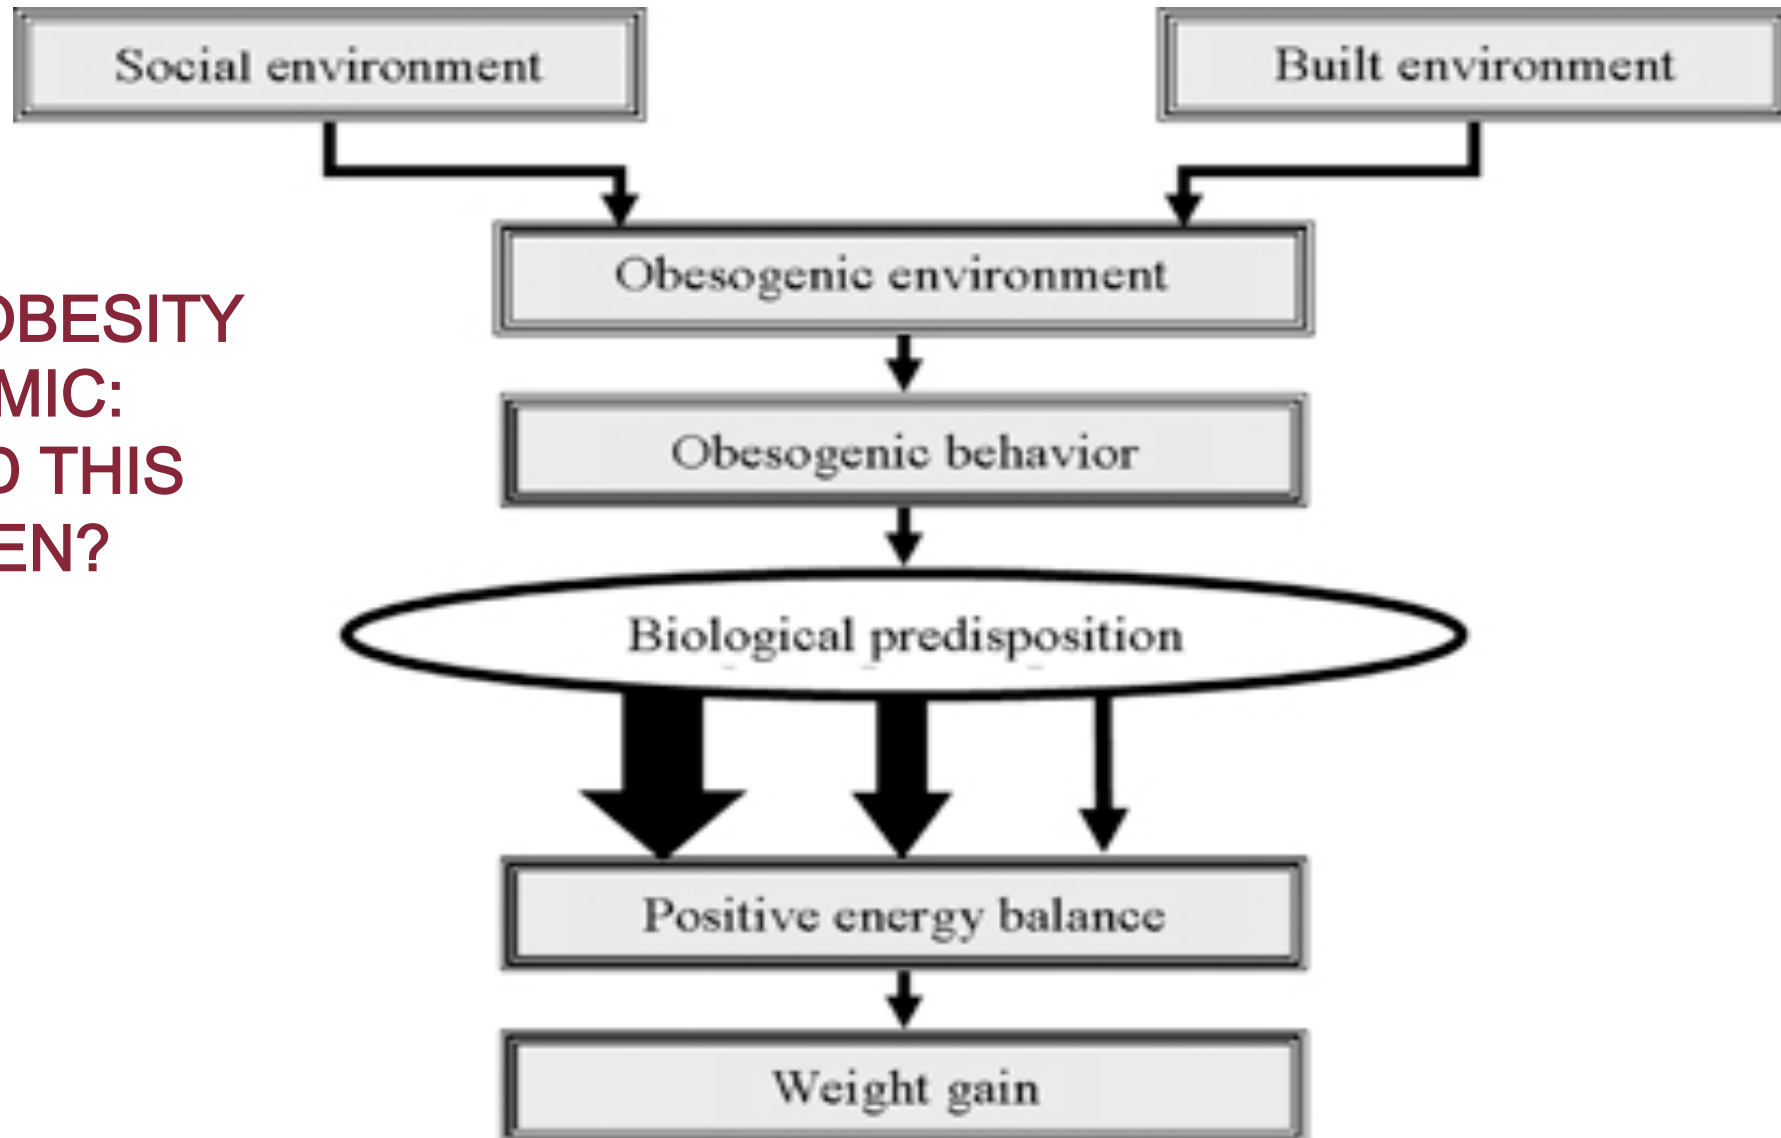 Social environment
Built environment
Obesogenic environment
OBESITY
MIC:
D THIS
EN?
Obesogenic behavior
Biological predisposition
Positive energy balance
Weight gain